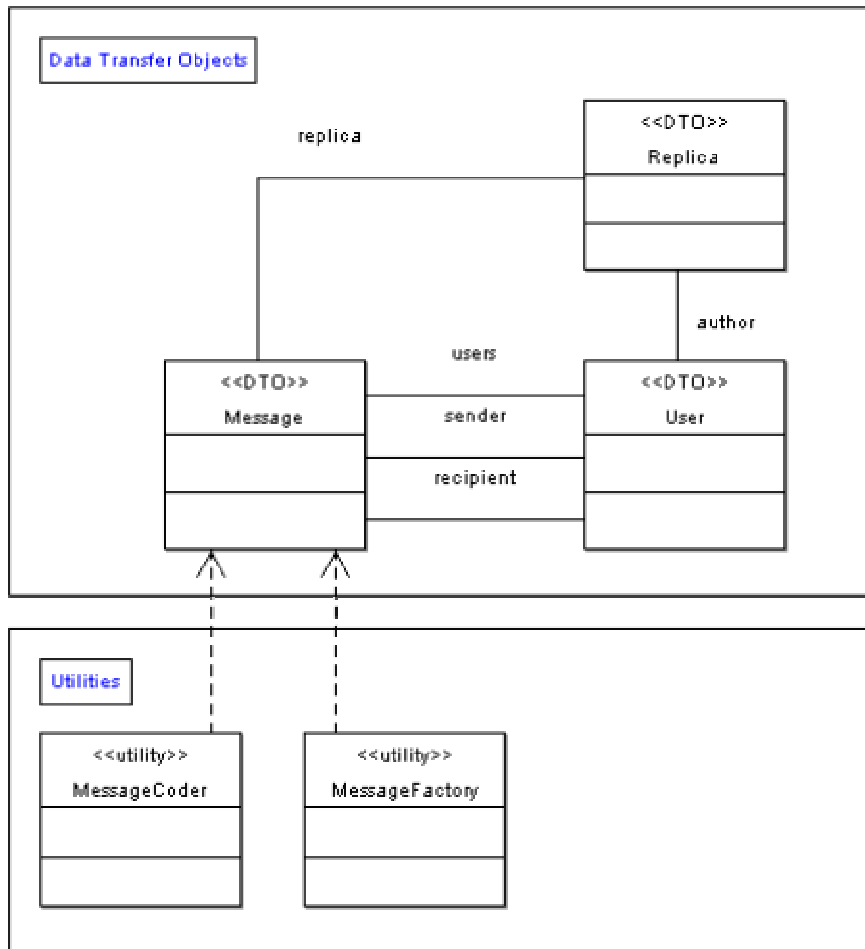 Data Transfer Objects
replica
<<DTO>>
Replica
author
users
<<DTO>>
Message
sender
<<DTO>>
User
recipient
Utilities
<<utility>>
MessageCoder
<<utility>>
MessageFactory